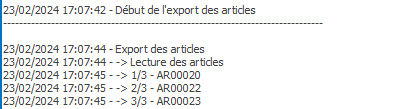 23/02/2024 17:07:42 - Début de l'export des articles
--------------------------------------------------------------------------------
23/02/2024 17:07:44 - Export des articles
23/02/2024 17:07:44 - --> Lecture des articles
23/02/2024 17:07:45 - --> 1/3 - AR00020
23/02/2024 17:07:45 - --> 2/3 - AR00022
23/02/2024 17:07:45 - --> 3/3 - AR00023